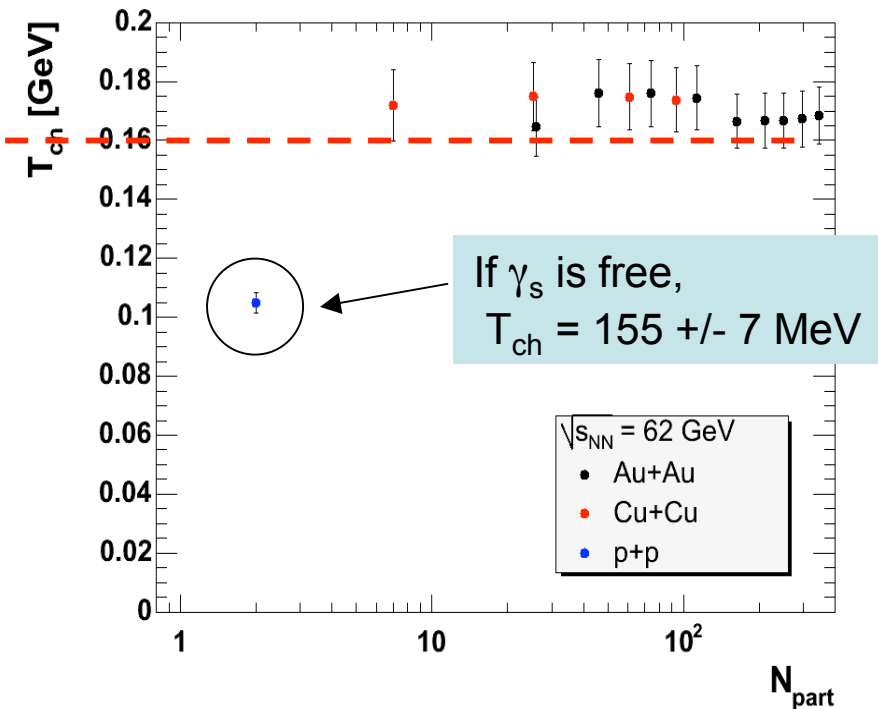 T_ch [GeV]
0.2
0.18
0.16
0.14
0.12
0.1
0.08
0.06
0.04
0.02
0
If γ_s is free,
T_ch = 155 +/- 7 MeV
√s_NN = 62 GeV
Au+Au
Cu+Cu
p+p
1 10 10²
N_part